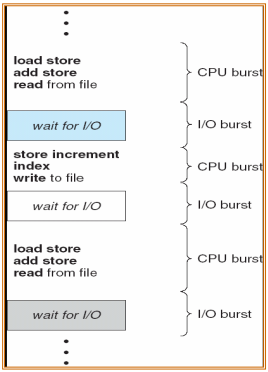 load store
add store
read from file
CPU burst
wait for I/O
I/O burst
store increment
index
write to file
CPU burst
wait for I/O
I/O burst
load store
add store
read from file
CPU burst
wait for I/O
I/O burst